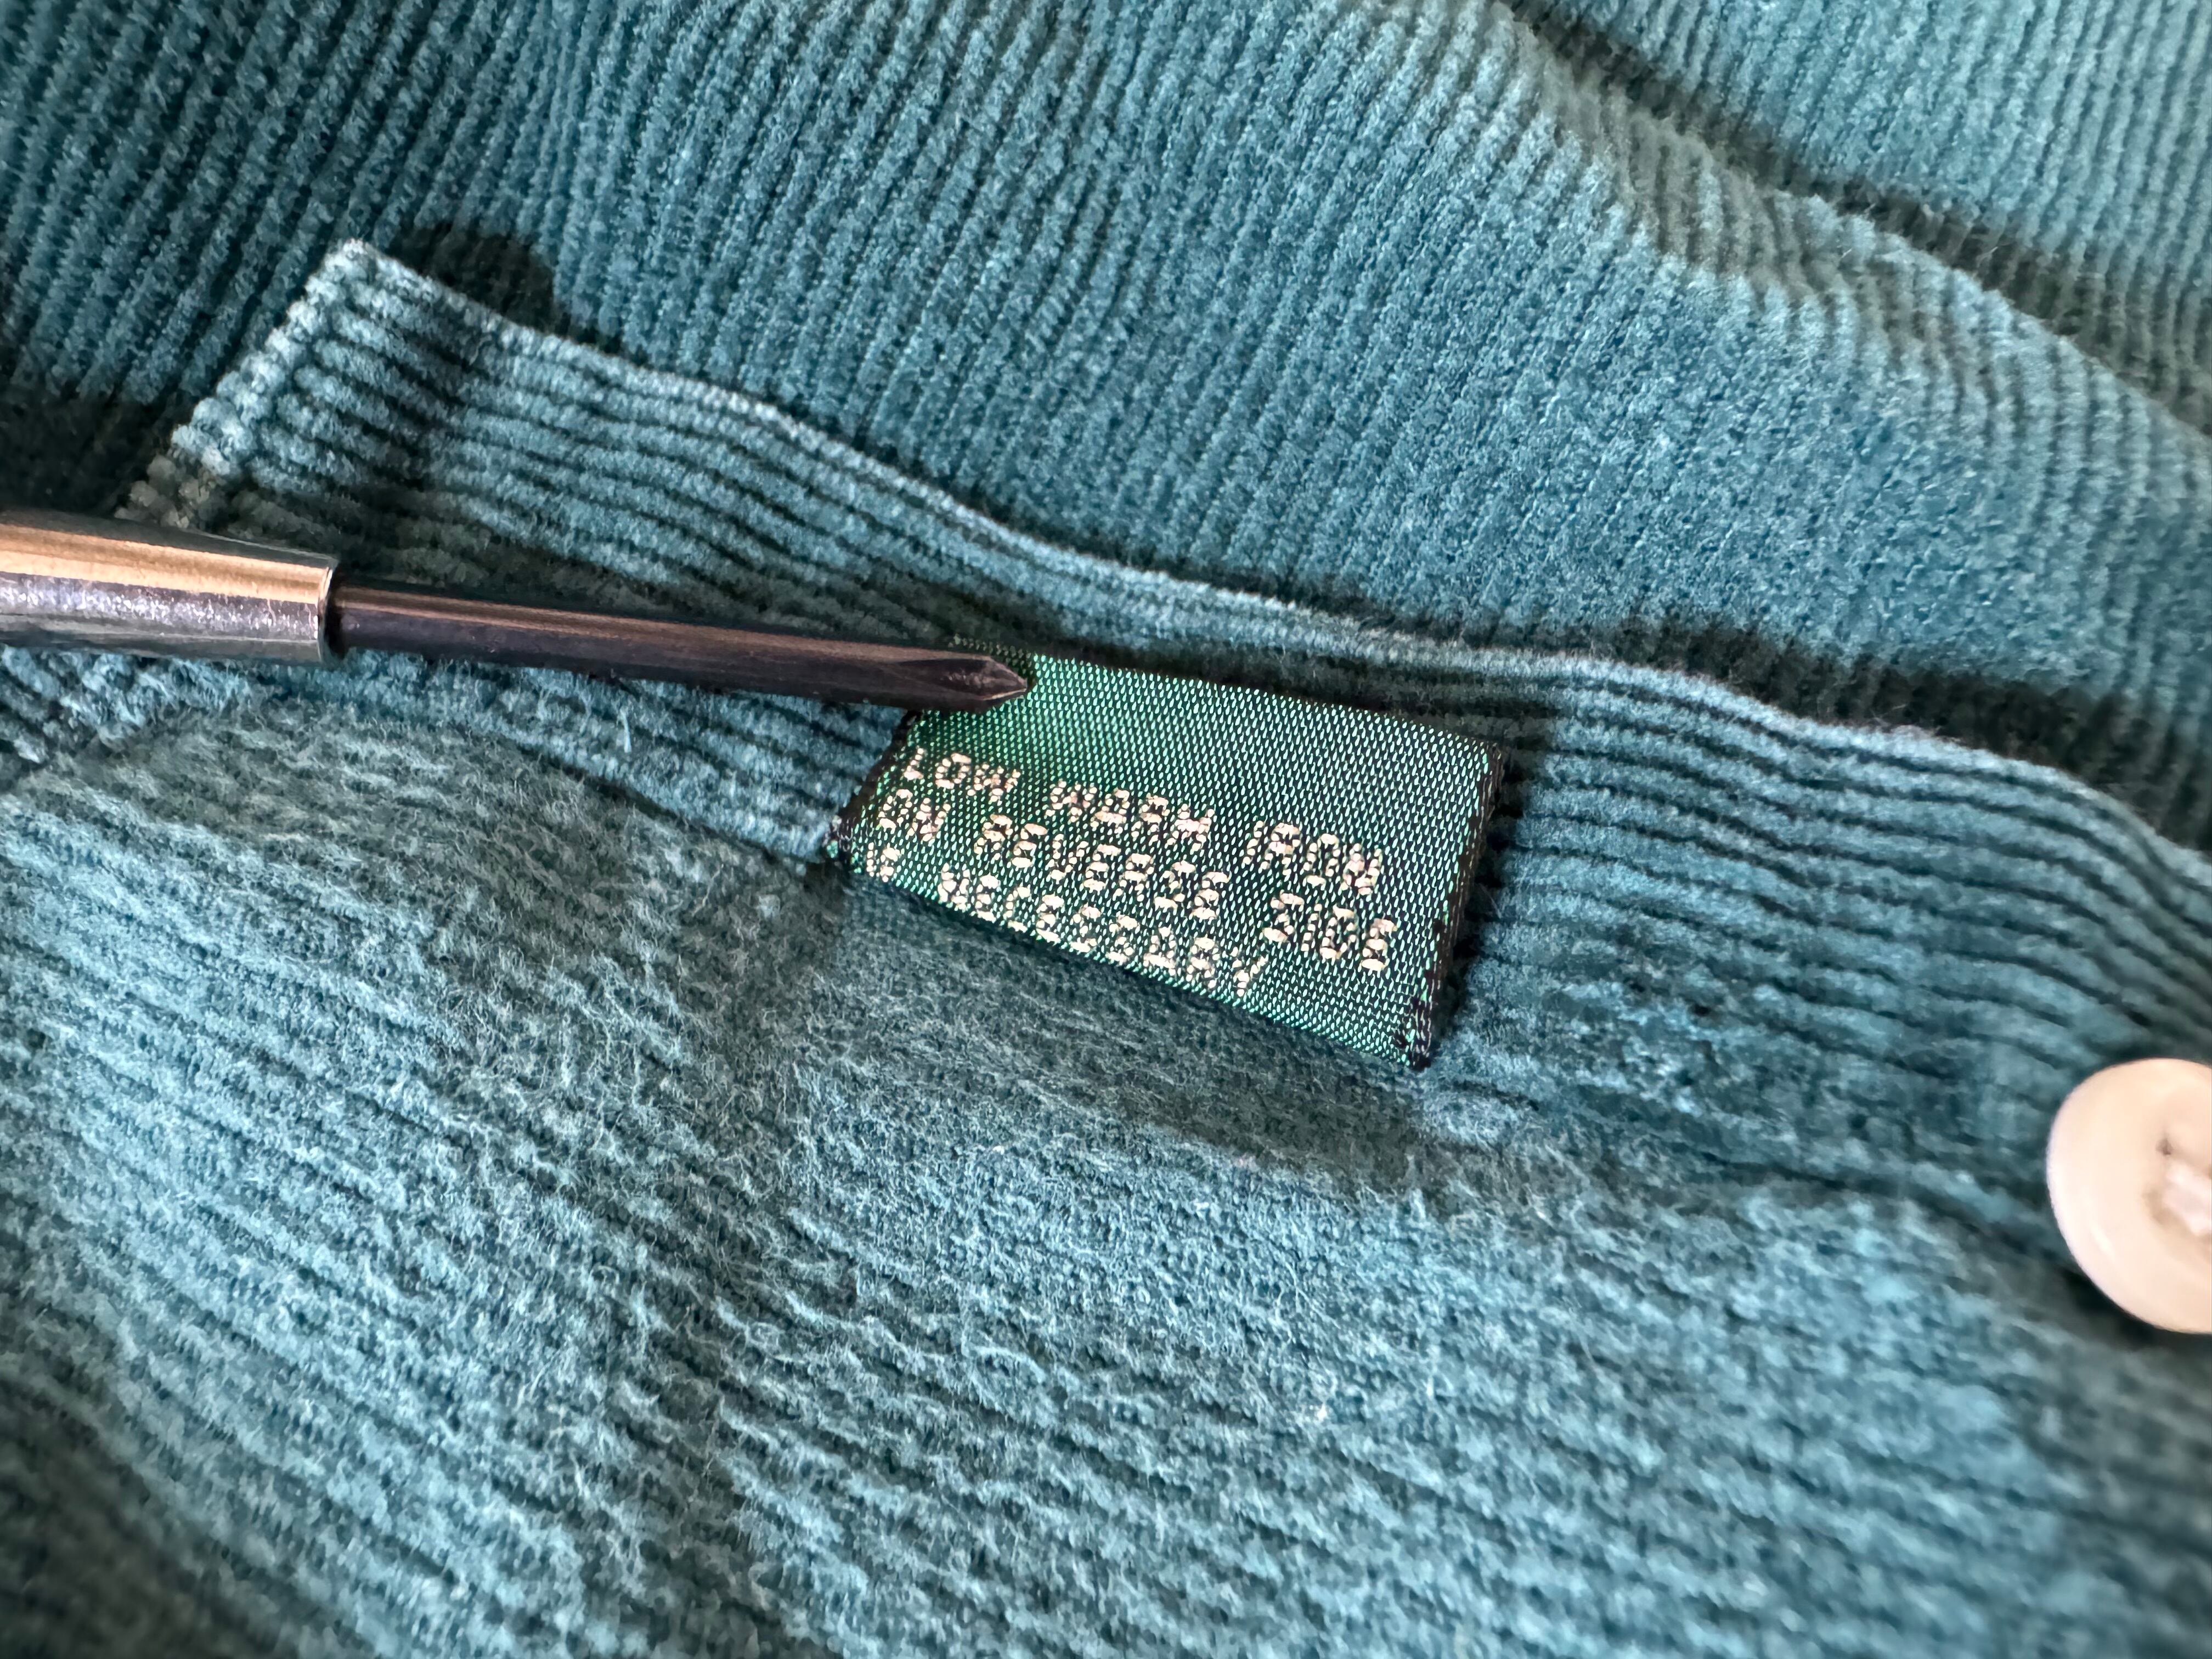 LOW WARM IRON
ON REVERSE SIDE
IF NECESSARY